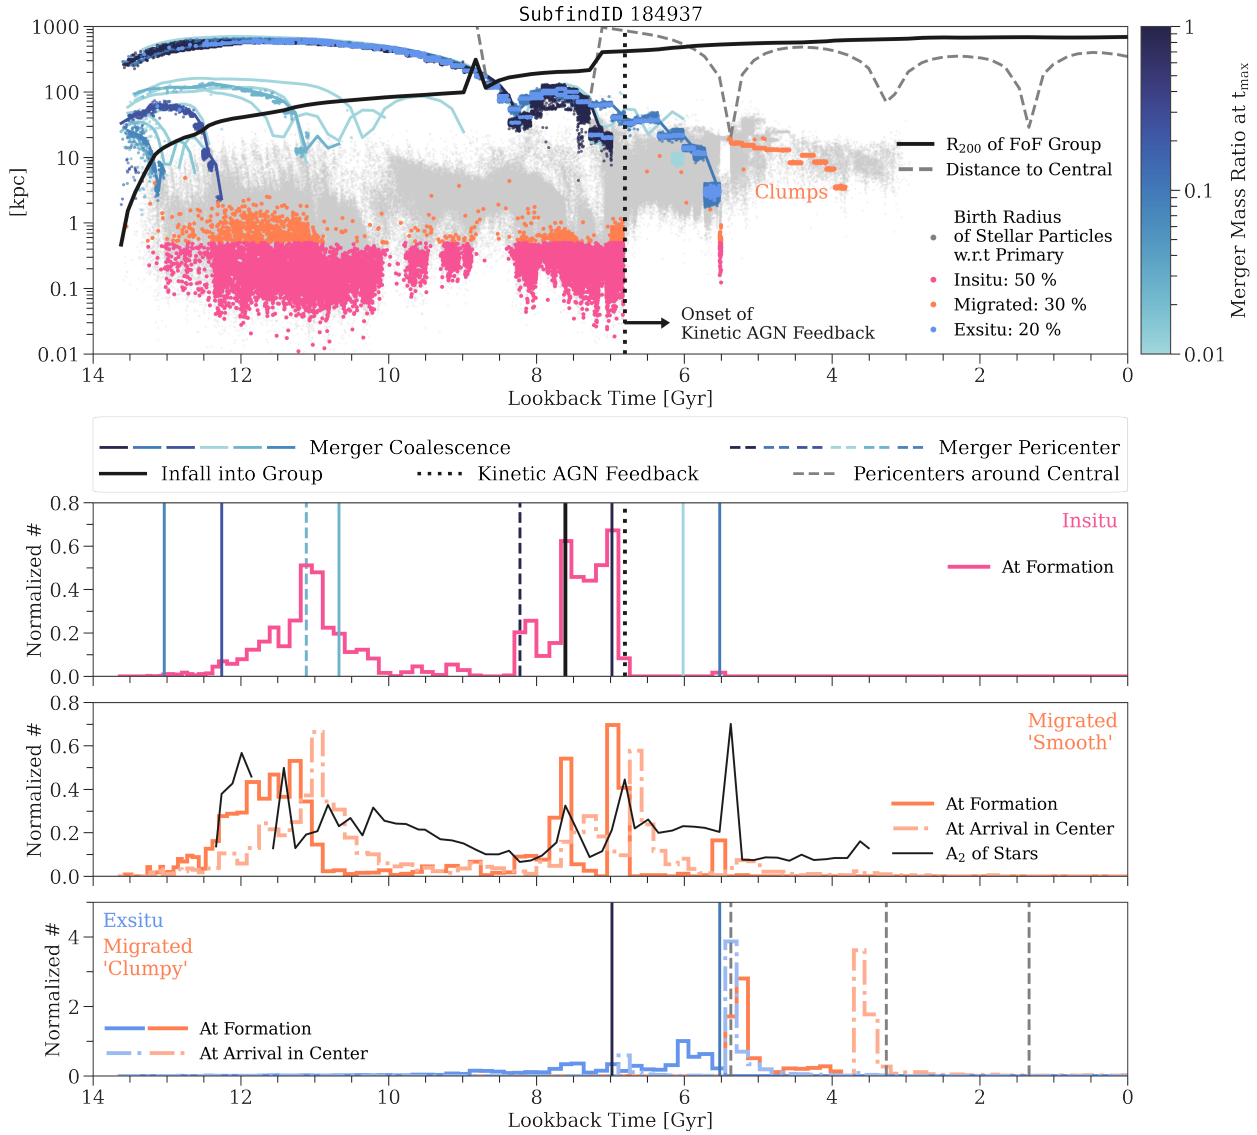 SubfindID 184937
1000
100
10
1
0.1
0.01
[kpc]
R200 of FoF Group
Distance to Central
Clumps
Birth Radius
of Stellar Particles
w.r.t Primary
Insitu: 50 %
Migrated: 30 %
Exsitu: 20 %
Onset of
Kinetic AGN Feedback
14 12 10 8 6 4 2 0
Lookback Time [Gyr]
1
0.1
0.01
Merger Mass Ratio at tmax
Merger Coalescence
Merger Pericenter
Infall into Group
Kinetic AGN Feedback
Pericenters around Central
0.8
0.6
0.4
0.2
0.0
Normalized #
Insitu
At Formation
0.8
0.6
0.4
0.2
0.0
Normalized #
Migrated
'Smooth'
At Formation
At Arrival in Center
A2 of Stars
4
2
0
Normalized #
Exsitu
Migrated
'Clumpy'
At Formation
At Arrival in Center
14 12 10 8 6 4 2 0
Lookback Time [Gyr]